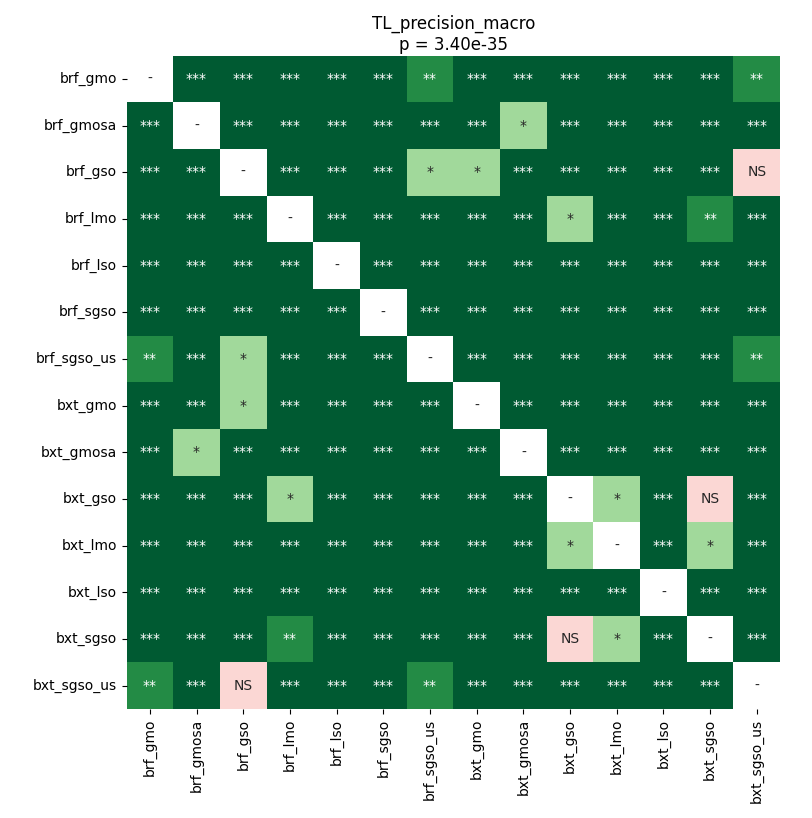 TL_precision_macro
p = 3.40e-35
brf_gmo - *** *** *** *** *** ** *** *** *** *** *** *** **
brf_gmosa *** - *** *** *** *** *** *** * *** *** *** *** ***
brf_gso *** *** - *** *** *** * * *** *** *** *** *** NS
brf_lmo *** *** *** - *** *** *** *** *** * *** *** ** ***
brf_lso *** *** *** *** - *** *** *** *** *** *** *** *** ***
brf_sgso *** *** *** *** *** - *** *** *** *** *** *** *** ***
brf_sgso_us ** *** * *** *** *** - *** *** *** *** *** *** **
bxt_gmo *** *** * *** *** *** *** - *** *** *** *** *** ***
bxt_gmosa *** * *** *** *** *** *** *** - *** *** *** *** ***
bxt_gso *** *** *** * *** *** *** *** *** - * *** NS ***
bxt_lmo *** *** *** *** *** *** *** *** *** * - *** * ***
bxt_lso *** *** *** *** *** *** *** *** *** *** *** - *** ***
bxt_sgso *** *** *** ** *** *** *** *** *** NS * *** - ***
bxt_sgso_us ** *** NS *** *** *** ** *** *** *** *** *** *** -
brf_gmo
brf_gmosa
brf_gso
brf_lmo
brf_lso
brf_sgso
brf_sgso_us
bxt_gmo
bxt_gmosa
bxt_gso
bxt_lmo
bxt_lso
bxt_sgso
bxt_sgso_us